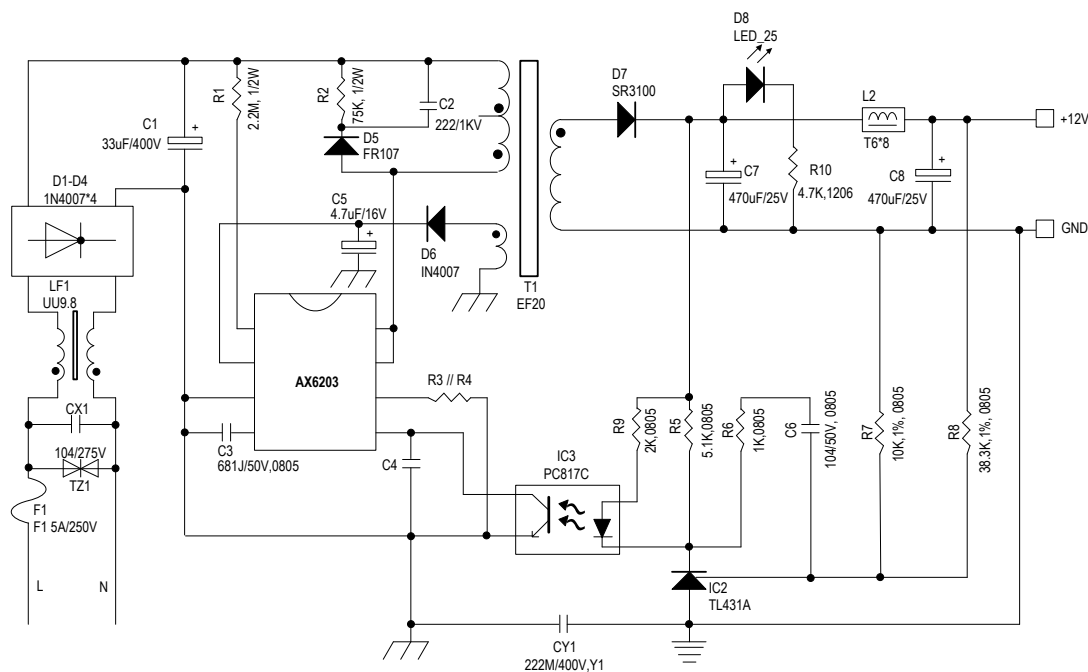 D8
LED_25
D7
SR3100
L2
T6*8
+12V
R1
2.2M, 1/2W
R2
75K, 1/2W
C2
222/1KV
C1
33uF/400V
D5
FR107
C7
470uF/25V
R10
4.7K,1206
C8
470uF/25V
D1-D4
1N4007*4
C5
4.7uF/16V
D6
IN4007
GND
T1
EF20
LF1
UU9.8
AX6203
R3 // R4
CX1
104/275V
TZ1
C3
681J/50V,0805
C4
IC3
PC817C
R9
2K,0805
R5
5.1K,0805
R6
1K,0805
C6
104/50V, 0805
R7
10K,1%, 0805
R8
38.3K,1%, 0805
F1
F1 5A/250V
L
N
IC2
TL431A
CY1
222M/400V,Y1